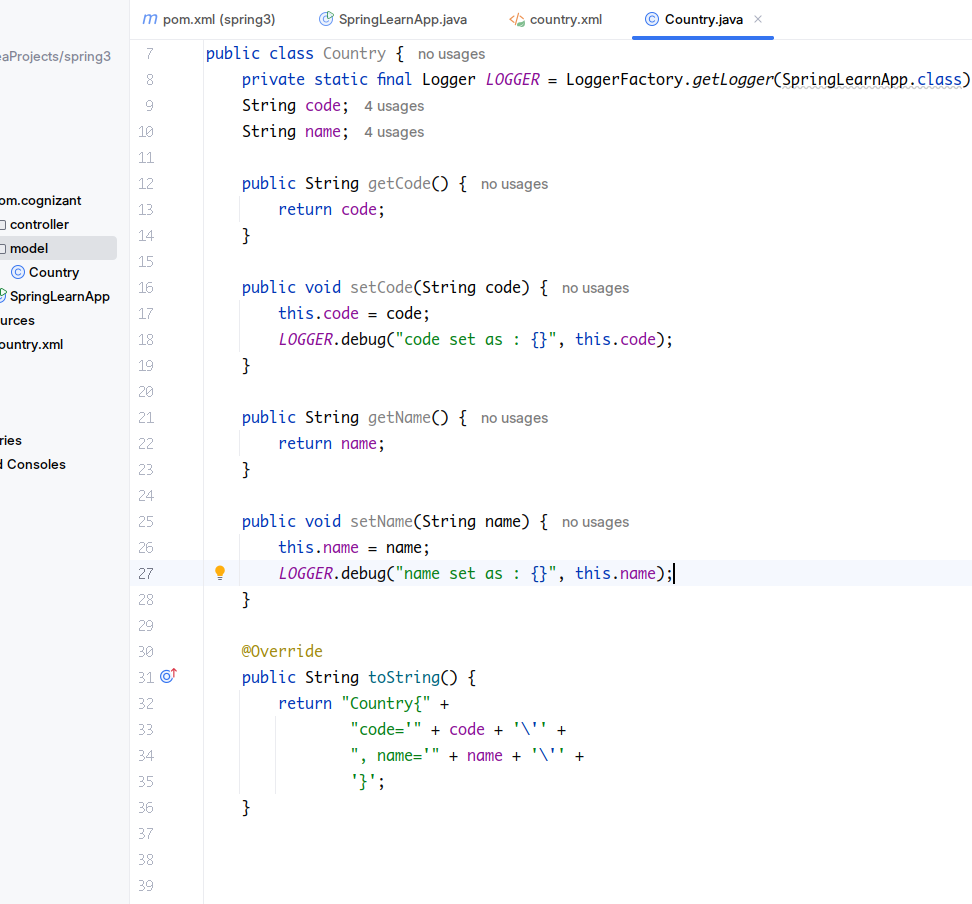 pom.xml (spring3) SpringLearnApp.java country.xml Country.java
eaProjects/spring3
om.cognizant
controller
model
Country
SpringLearnApp
urces
ountry.xml
ries
d Consoles
7 public class Country { no usages
8 private static final Logger LOGGER = LoggerFactory.getLogger(SpringLearnApp.class)
9 String code; 4 usages
10 String name; 4 usages
11
12 public String getCode() { no usages
13 return code;
14 }
15
16 public void setCode(String code) { no usages
17 this.code = code;
18 LOGGER.debug("code set as : {}", this.code);
19 }
20
21 public String getName() { no usages
22 return name;
23 }
24
25 public void setName(String name) { no usages
26 this.name = name;
27 LOGGER.debug("name set as : {}", this.name);
28 }
29
30 @Override
31 public String toString() {
32 return "Country{" +
33 "code='" + code + '\'' +
34 ", name='" + name + '\'' +
35 '}';
36 }
37
38
39